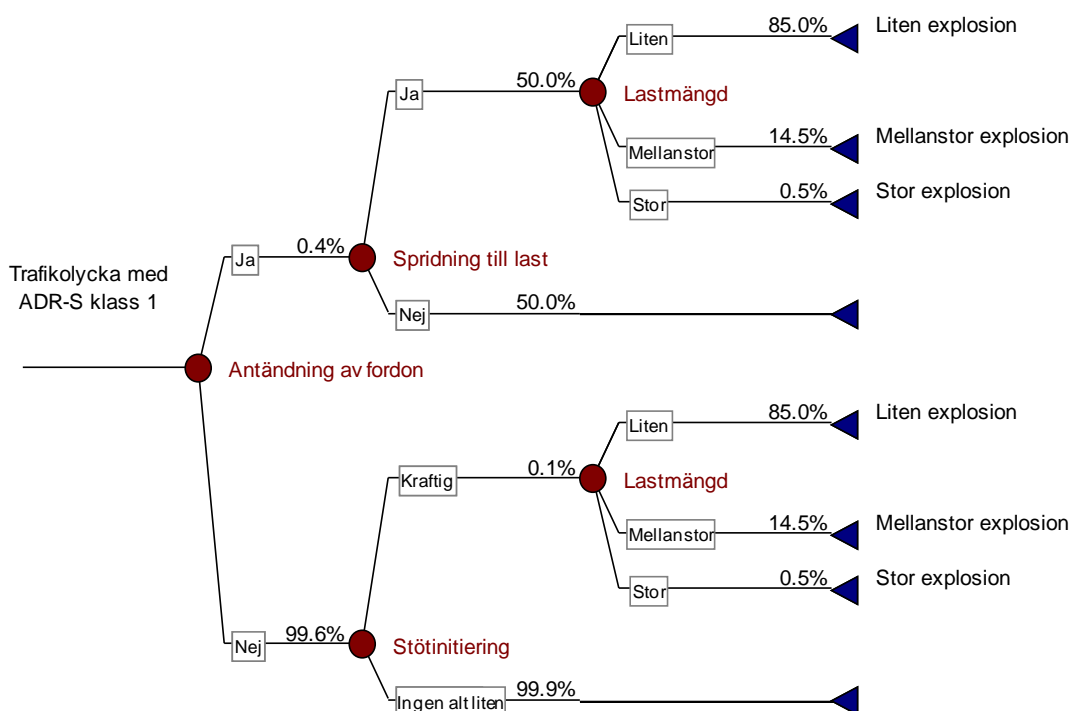 Liten
85.0%
Liten explosion
Ja
50.0%
Lastmängd
Mellanstor
14.5%
Mellanstor explosion
Stor
0.5%
Stor explosion
Trafikolycka med
ADR-S klass 1
Ja
0.4%
Spridning till last
Nej
50.0%
Antändning av fordon
Liten
85.0%
Liten explosion
Kraftig
0.1%
Lastmängd
Mellanstor
14.5%
Mellanstor explosion
Stor
0.5%
Stor explosion
Nej
99.6%
Stötinitiering
Ingen alt liten
99.9%